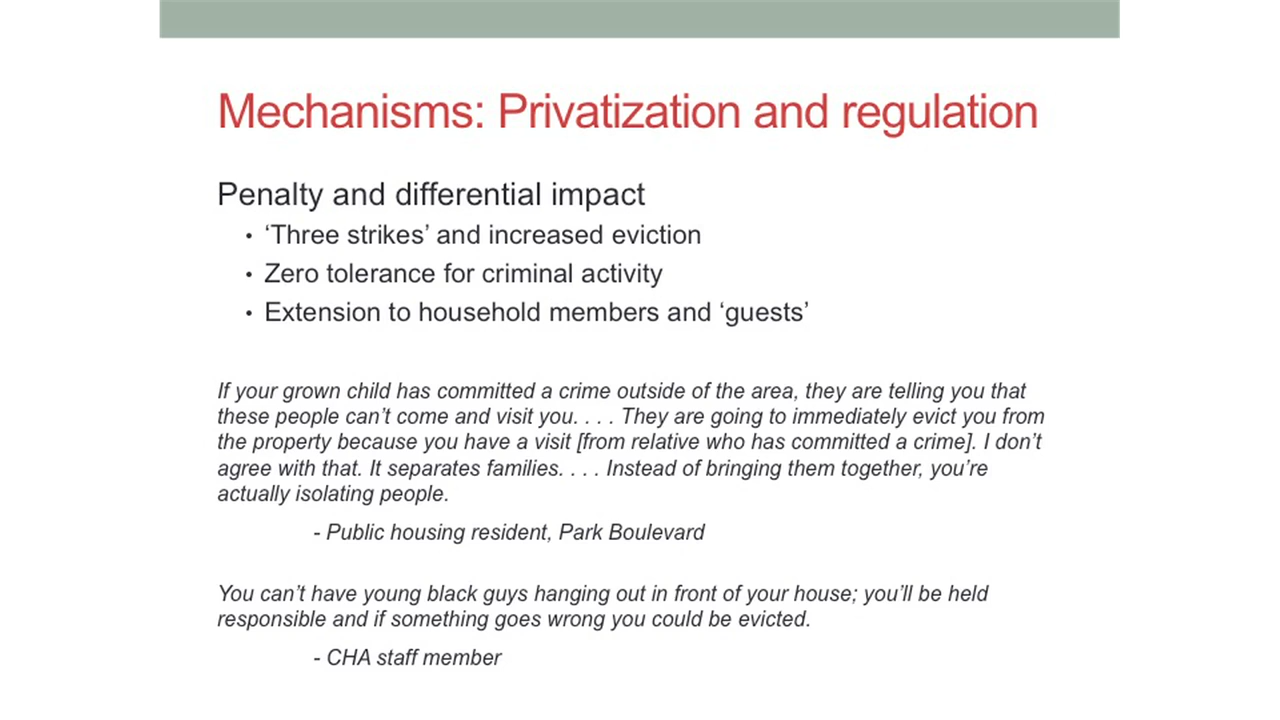 Mechanisms: Privatization and regulation
Penalty and differential impact
• ‘Three strikes’ and increased eviction
• Zero tolerance for criminal activity
• Extension to household members and ‘guests’
If your grown child has committed a crime outside of the area, they are telling you that
these people can’t come and visit you. . . . They are going to immediately evict you from
the property because you have a visit [from relative who has committed a crime]. I don’t
agree with that. It separates families. . . . Instead of bringing them together, you’re
actually isolating people.
- Public housing resident, Park Boulevard
You can’t have young black guys hanging out in front of your house; you’ll be held
responsible and if something goes wrong you could be evicted.
- CHA staff member